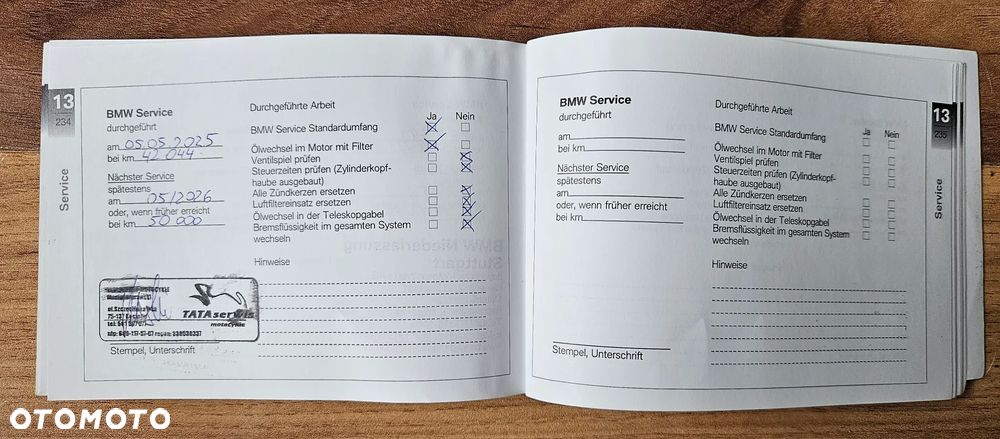 13
234
Service
BMW Service
durchgeführt
am 05.05.2025
bei km 42 044
Nächster Service
spätestens
am 05/2026
oder, wenn früher erreicht
bei km 50 000
Stempel, Unterschrift
Durchgeführte Arbeit
Ja Nein
BMW Service Standardumfang
Ölwechsel im Motor mit Filter
Ventilspiel prüfen
Steuerzeiten prüfen (Zylinderkopf-
haube ausgebaut)
Alle Zündkerzen ersetzen
Luftfiltereinsatz ersetzen
Ölwechsel in der Teleskopgabel
Bremsflüssigkeit im gesamten System
wechseln
Hinweise
TATAserwis
motocykle
BMW Niederlassung
Stuttgart
BMW Service
durchgeführt
am
bei km
Nächster Service
spätestens
am
oder, wenn früher erreicht
bei km
Stempel, Unterschrift
Durchgeführte Arbeit
Ja Nein
BMW Service Standardumfang
Ölwechsel im Motor mit Filter
Ventilspiel prüfen
Steuerzeiten prüfen (Zylinderkopf-
haube ausgebaut)
Alle Zündkerzen ersetzen
Luftfiltereinsatz ersetzen
Ölwechsel in der Teleskopgabel
Bremsflüssigkeit im gesamten System
wechseln
Hinweise
13
235
Service
OTOMOTO